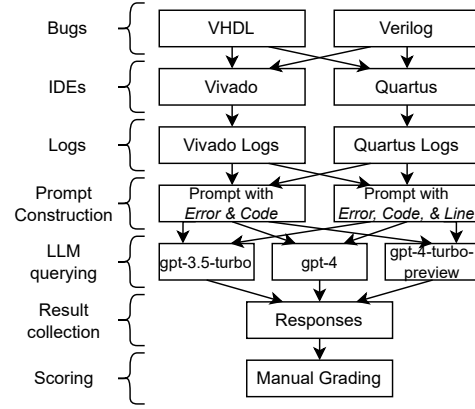 Bugs
VHDL
Verilog
IDEs
Vivado
Quartus
Logs
Vivado Logs
Quartus Logs
Prompt
Construction
Prompt with
Error & Code
Prompt with
Error, Code, & Line
LLM
querying
gpt-3.5-turbo
gpt-4
gpt-4-turbo-
preview
Result
collection
Responses
Scoring
Manual Grading